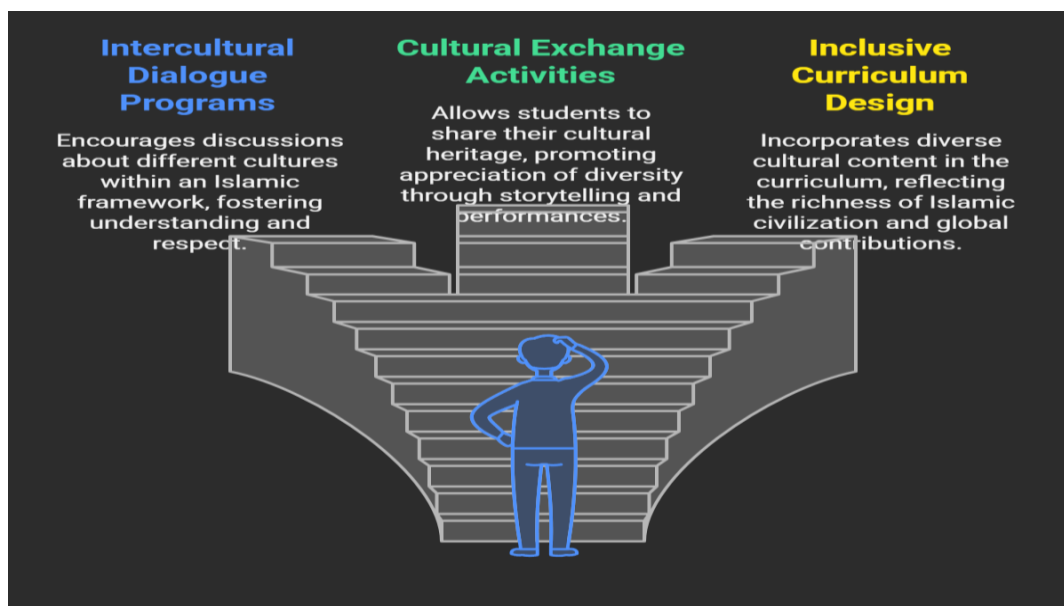 Intercultural
Dialogue
Programs
Encourages discussions
about different cultures
within an Islamic
framework, fostering
understanding and
respect.
Cultural Exchange
Activities
Allows students to
share their cultural
heritage, promoting
appreciation of diversity
through storytelling and
performances.
Inclusive
Curriculum
Design
Incorporates diverse
cultural content in the
curriculum, reflecting
the richness of Islamic
civilization and global
contributions.